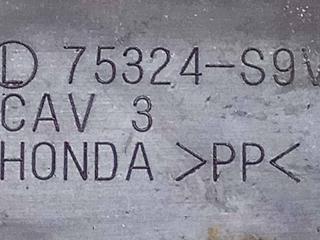 Ⓛ 75324-S9V
CAV 3
HONDA >PP<